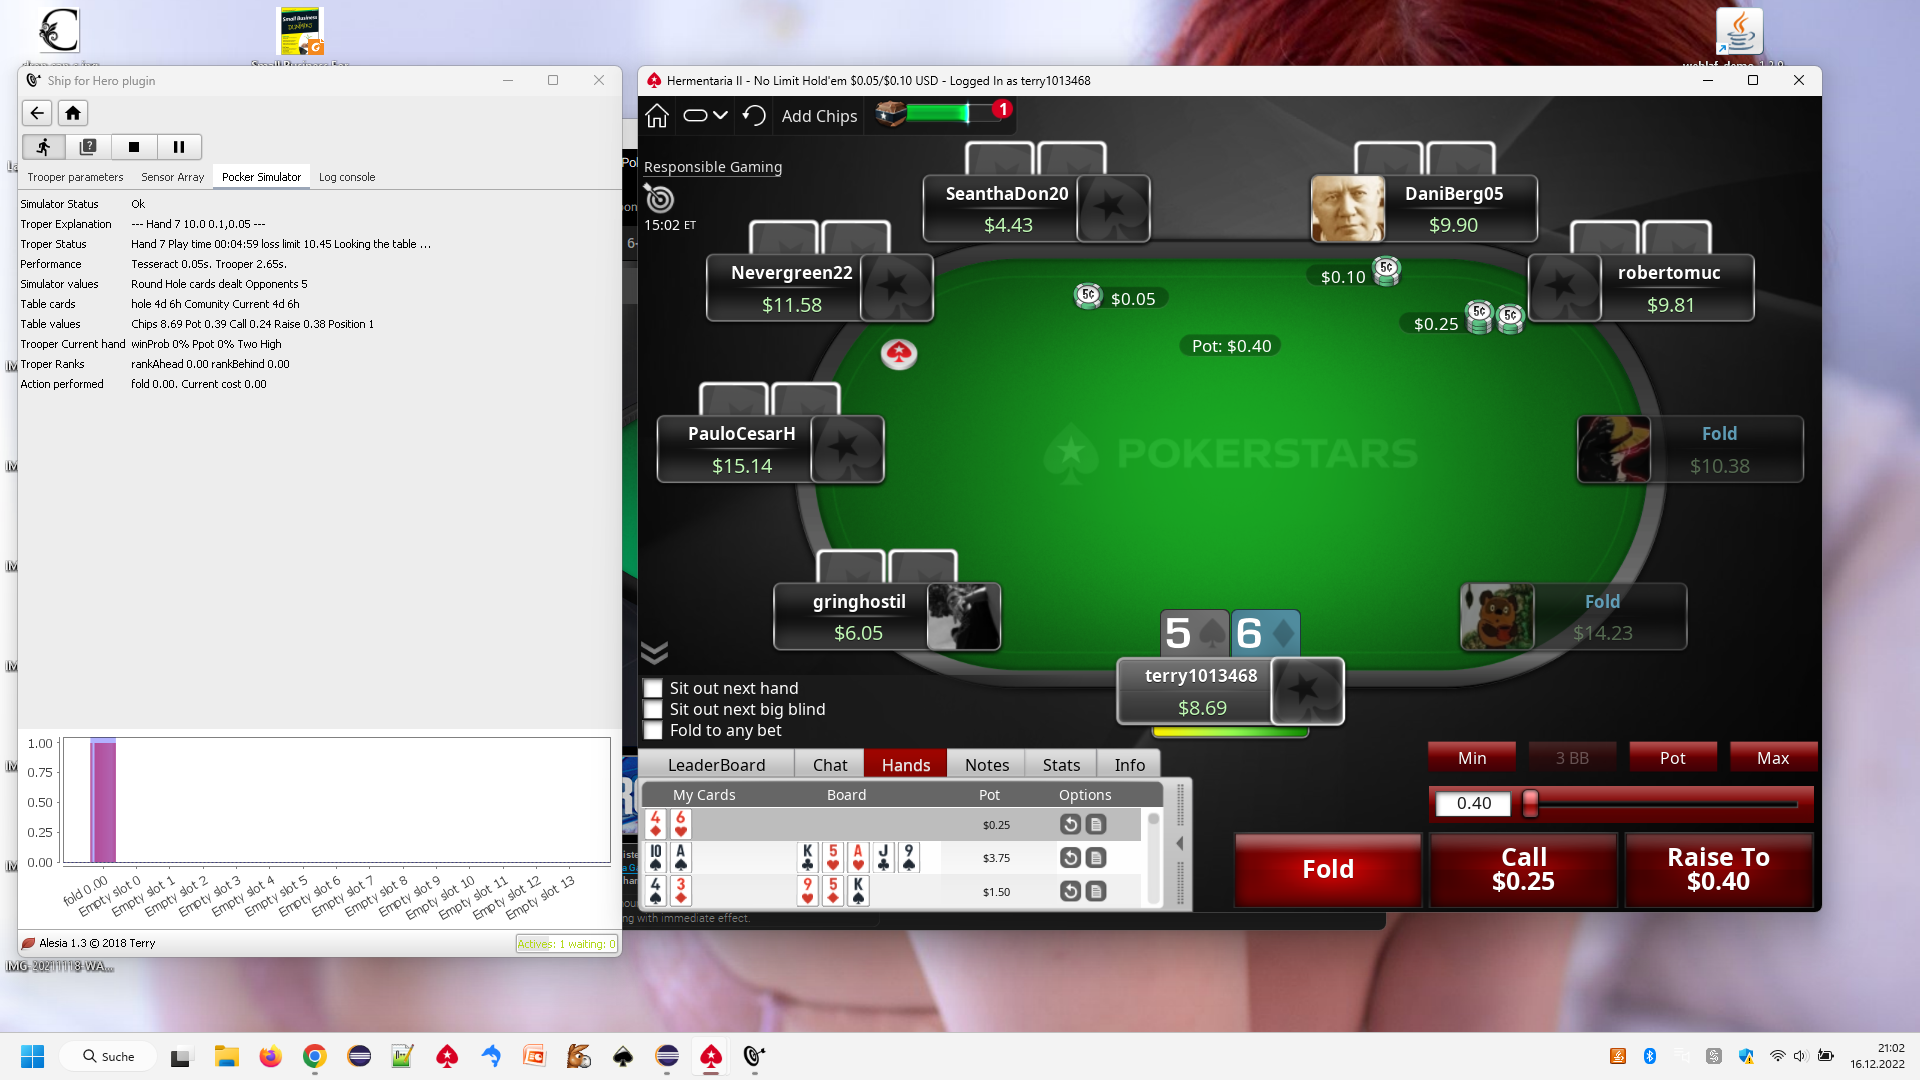 Small Business For
weblaf_demo_1.2.9
Ship for Hero plugin
Trooper parameters Sensor Array Pocker Simulator Log console
Simulator Status Ok
Troper Explanation --- Hand 7 10.0 0.1,0.05 ---
Troper Status Hand 7 Play time 00:04:59 loss limit 10.45 Looking the table ...
Performance Tesseract 0.05s. Trooper 2.65s.
Simulator values Round Hole cards dealt Opponents 5
Table cards hole 4d 6h Comunity Current 4d 6h
Table values Chips 8.69 Pot 0.39 Call 0.24 Raise 0.38 Position 1
Troper Current hand winProb 0% Ppot 0% Two High
Troper Ranks rankAhead 0.00 rankBehind 0.00
Action performed fold 0.00. Current cost 0.00
1.00
0.75
0.50
0.25
0.00
fold 0.00
Empty slot 0
Empty slot 1
Empty slot 2
Empty slot 3
Empty slot 4
Empty slot 5
Empty slot 6
Empty slot 7
Empty slot 8
Empty slot 9
Empty slot 10
Empty slot 11
Empty slot 12
Empty slot 13
Alesia 1.3 © 2018 Terry
Actives: 1 waiting: 0
IMG-20211118-WA...
Hermentaria II - No Limit Hold'em $0.05/$0.10 USD - Logged In as terry1013468
Add Chips
1
Responsible Gaming
15:02 ET
SeanthaDon20
$4.43
DaniBerg05
$9.90
Nevergreen22
$11.58
robertomuc
$9.81
5¢ $0.05
$0.10 5¢
$0.25 5¢ 5¢
Pot: $0.40
PauloCesarH
$15.14
POKERSTARS
Fold
$10.38
gringhostil
$6.05
Fold
$14.23
5 6
terry1013468
$8.69
Sit out next hand
Sit out next big blind
Fold to any bet
LeaderBoard Chat Hands Notes Stats Info
My Cards Board Pot Options
4 6 $0.25
10 A K 5 A J 9 $3.75
4 3 9 5 K $1.50
ng with immediate effect.
Min 3 BB Pot Max
0.40
Fold
Call
$0.25
Raise To
$0.40
Suche
21:02
16.12.2022